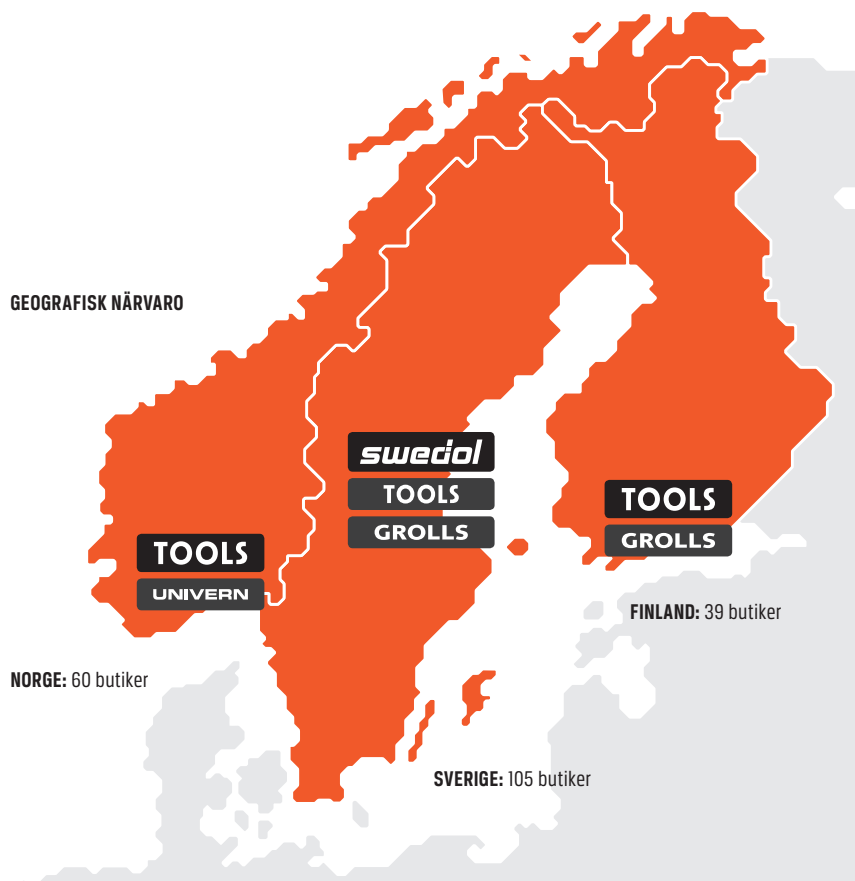 GEOGRAFISK NÄRVARO
swedol
TOOLS
GROLLS
TOOLS
GROLLS
TOOLS
UNIVERN
FINLAND: 39 butiker
NORGE: 60 butiker
SVERIGE: 105 butiker